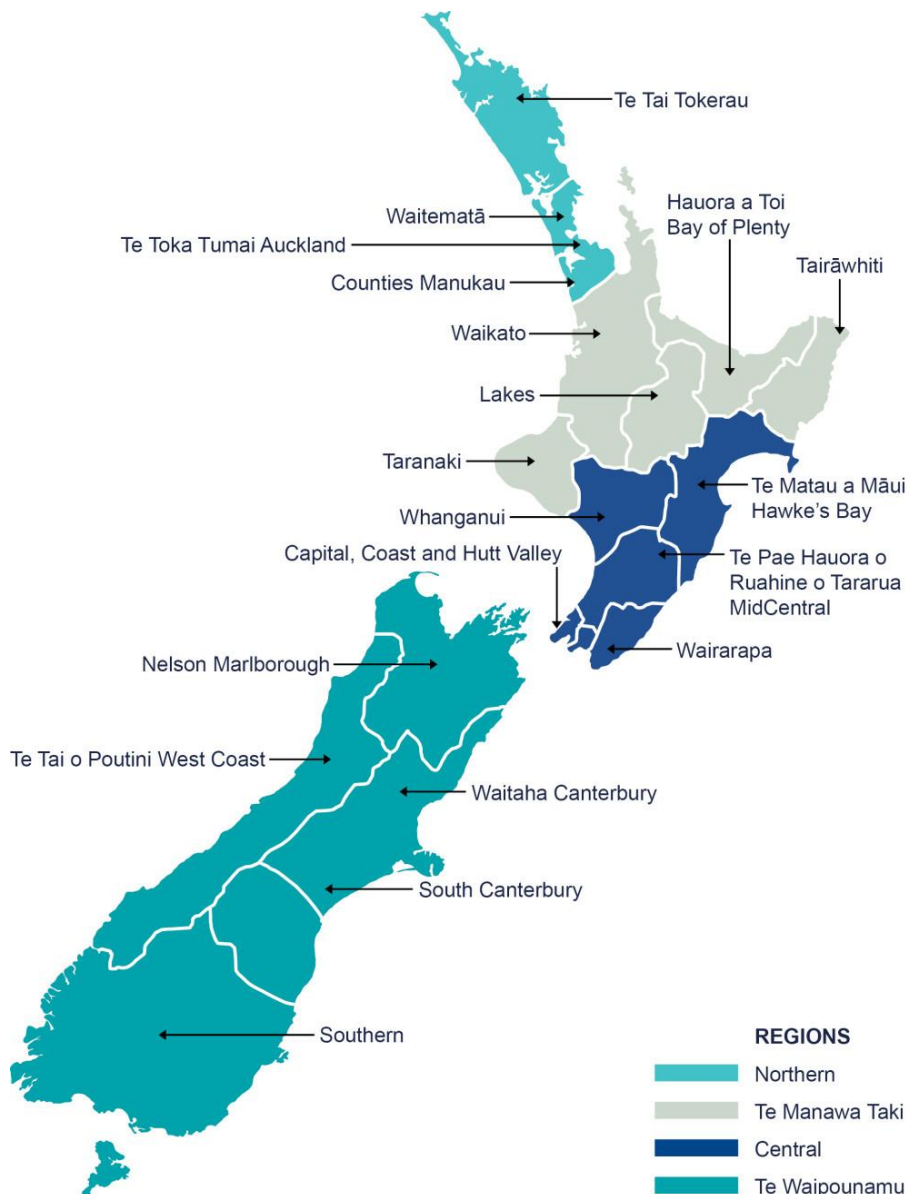 Te Tai Tokerau
Hauora a Toi
Bay of Plenty
Waitematā
Te Toka Tumai Auckland
Tairāwhiti
Counties Manukau
Waikato
Lakes
Taranaki
Te Matau a Māui
Hawke's Bay
Whanganui
Capital, Coast and Hutt Valley
Te Pae Hauora o
Ruahine o Tararua
MidCentral
Wairarapa
Nelson Marlborough
Te Tai o Poutini West Coast
Waitaha Canterbury
South Canterbury
Southern
REGIONS
Northern
Te Manawa Taki
Central
Te Waipounamu